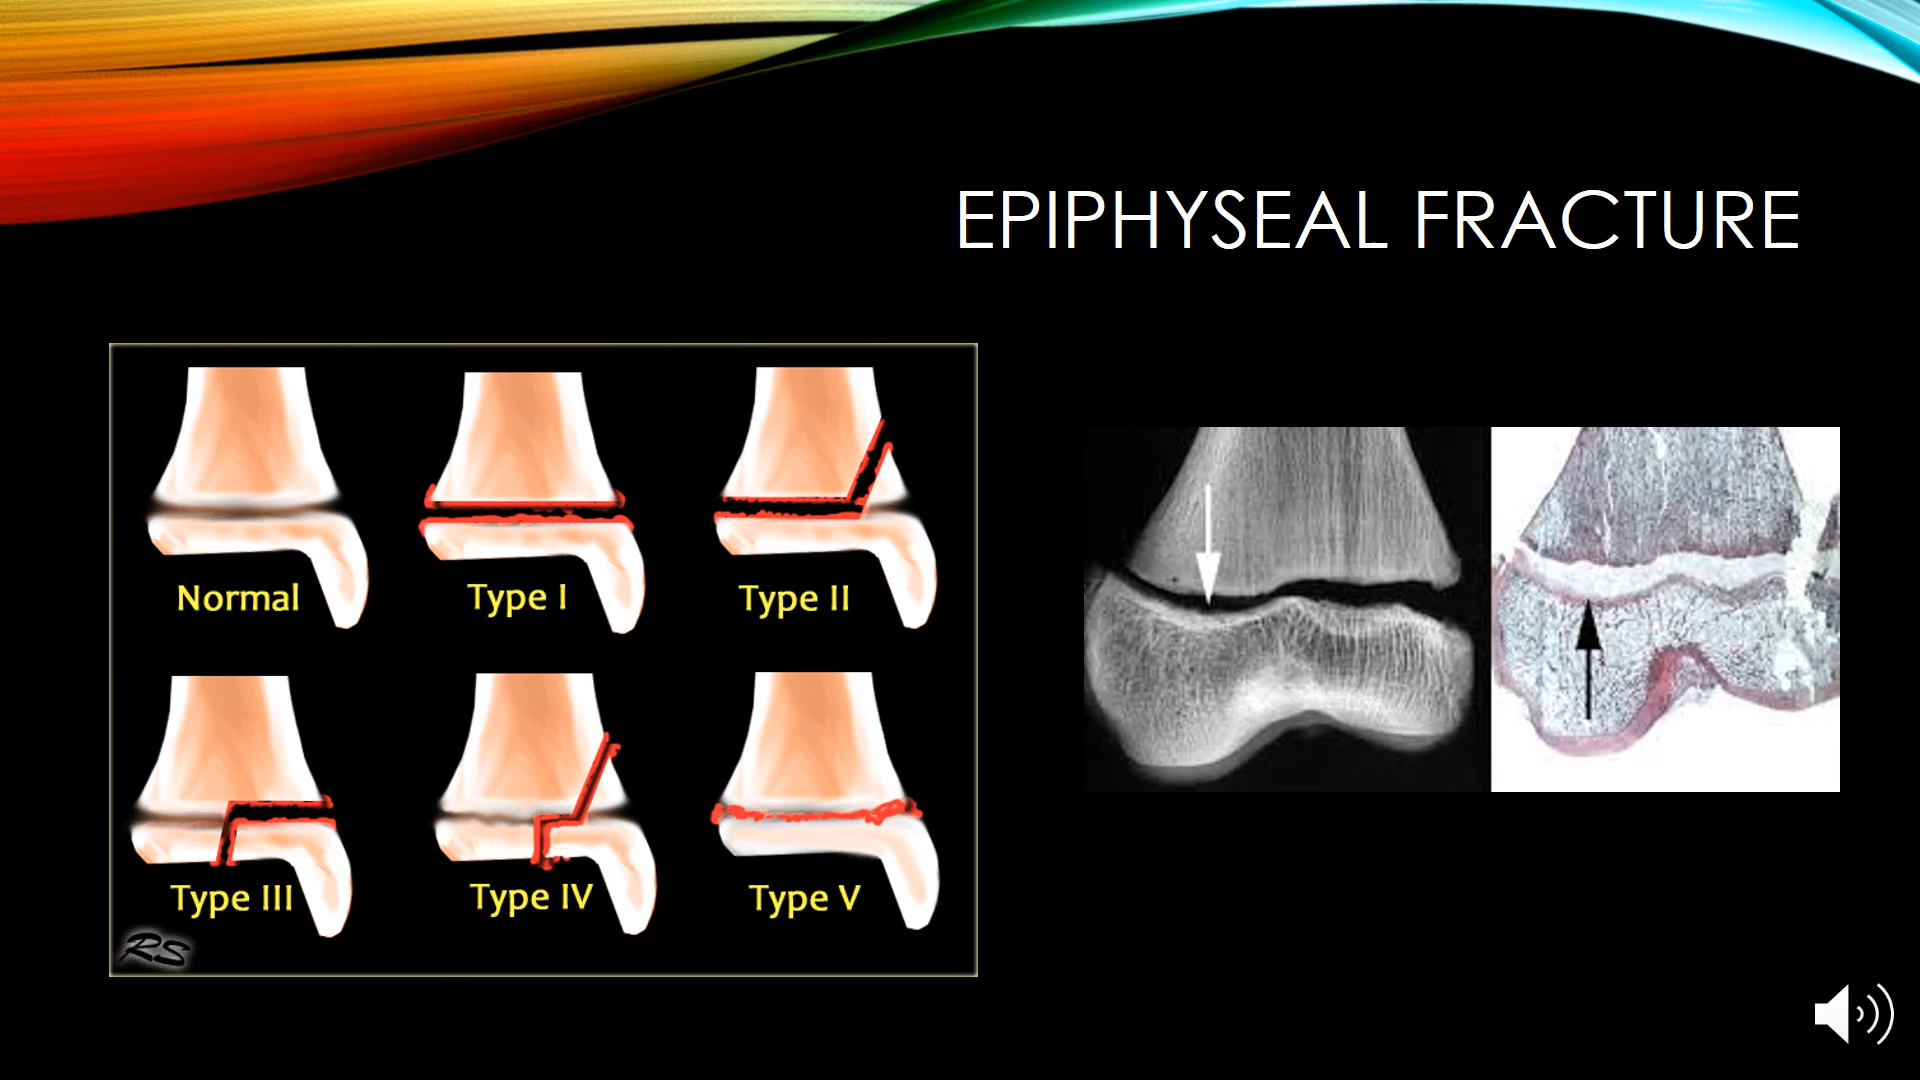 EPIPHYSEAL FRACTURE
Normal
Type I
Type II
Type III
Type IV
Type V
RS